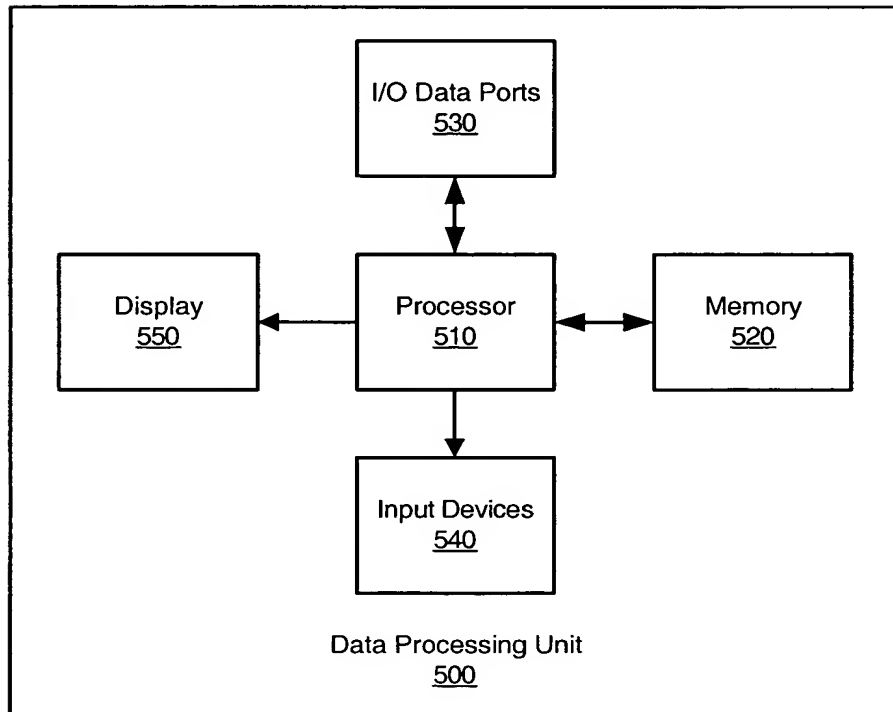 I/O Data Ports
530
Display
550
Processor
510
Memory
520
Input Devices
540
Data Processing Unit
500